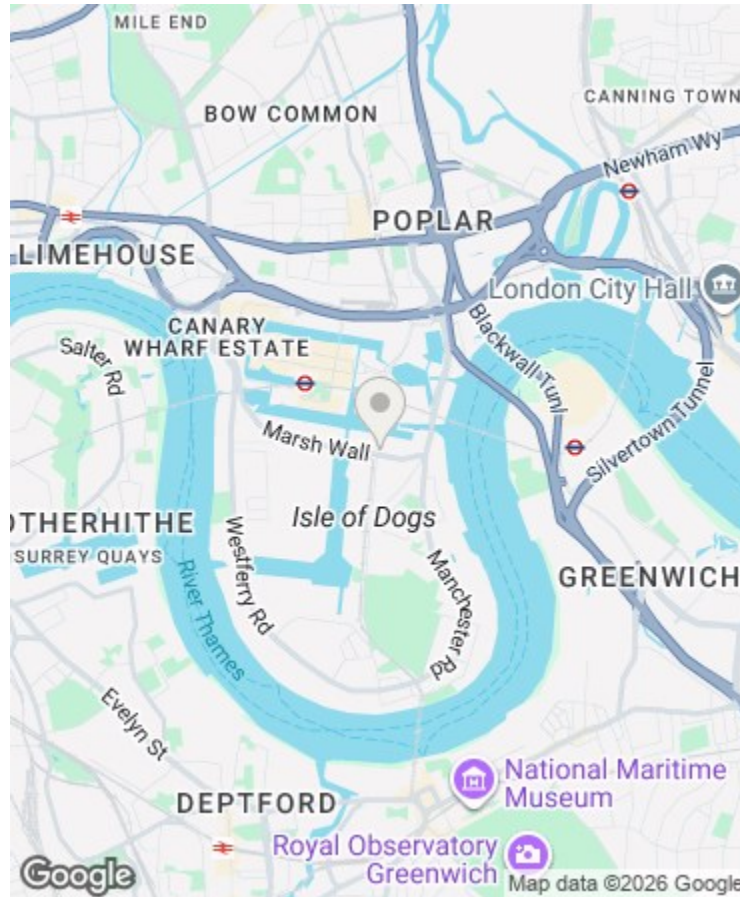 MILE END
BOW COMMON
CANNING TOWN
Newham Wy
POPLAR
LIMEHOUSE
London City Hall
CANARY
WHARF ESTATE
Blackwall Tunl
Salter Rd
Silvertown Tunnel
Marsh Wall
OTHERHITHE
SURREY QUAYS
Isle of Dogs
Westferry Rd
River Thames
Manchester Rd
GREENWICH
Evelyn St
DEPTFORD
National Maritime
Museum
Royal Observatory
Greenwich
Google
Map data ©2026 Google